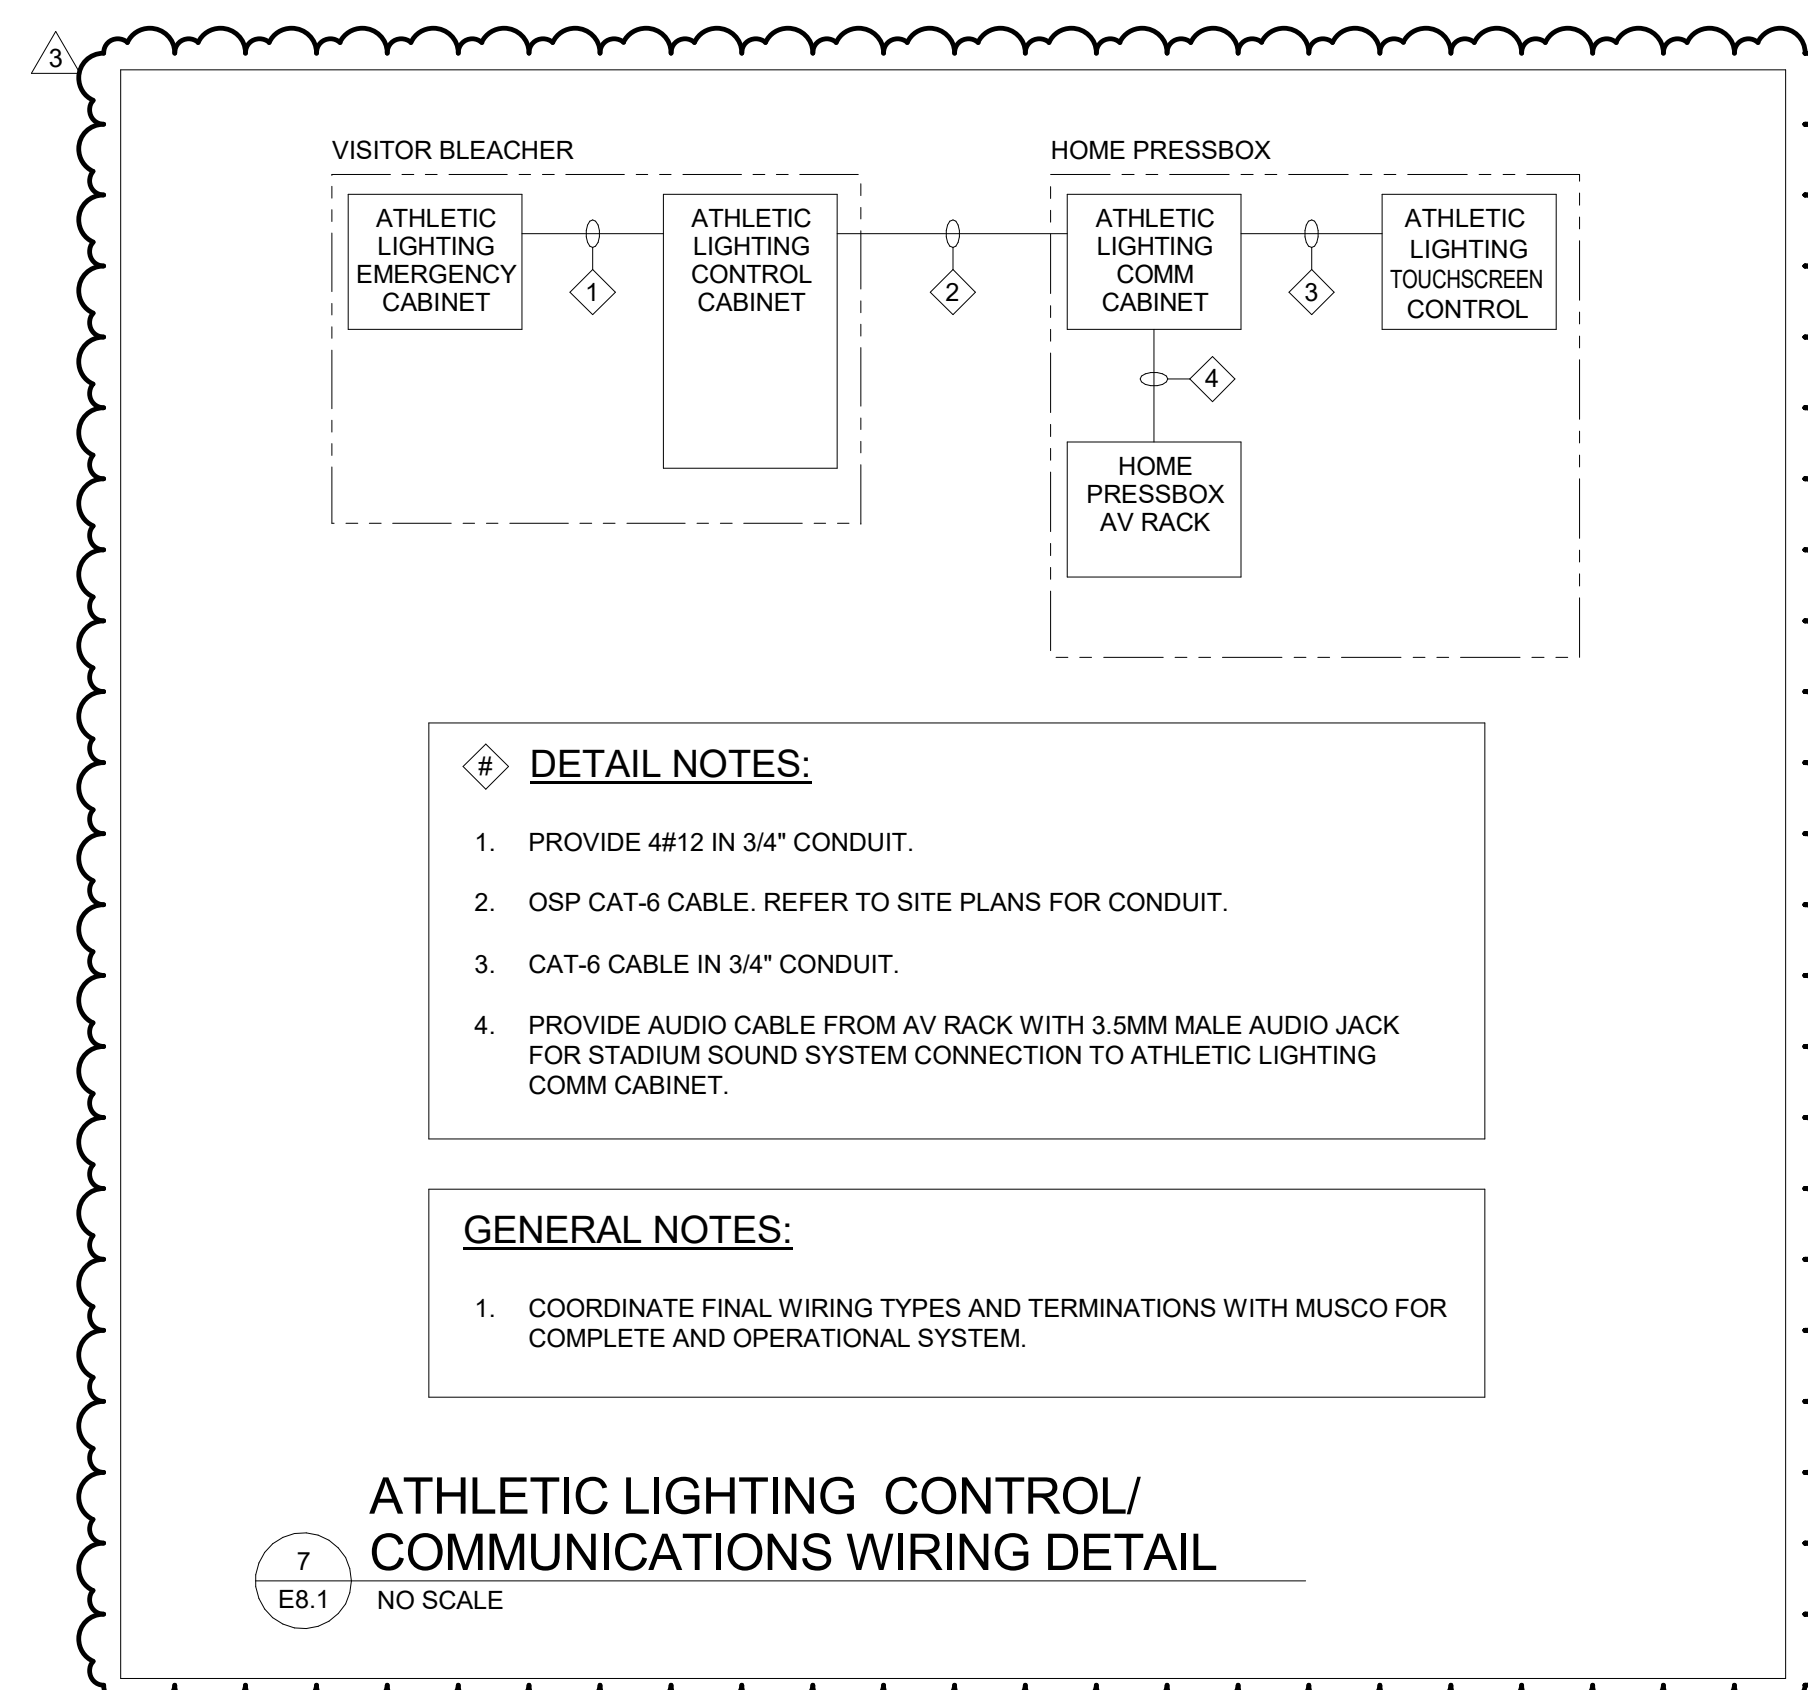 3
VISITOR BLEACHER
HOME PRESSBOX
ATHLETIC
LIGHTING
EMERGENCY
CABINET
1
ATHLETIC
LIGHTING
CONTROL
CABINET
2
ATHLETIC
LIGHTING
COMM
CABINET
3
ATHLETIC
LIGHTING
TOUCHSCREEN
CONTROL
4
HOME
PRESSBOX
AV RACK
# DETAIL NOTES:
1. PROVIDE 4#12 IN 3/4" CONDUIT.
2. OSP CAT-6 CABLE. REFER TO SITE PLANS FOR CONDUIT.
3. CAT-6 CABLE IN 3/4" CONDUIT.
4. PROVIDE AUDIO CABLE FROM AV RACK WITH 3.5MM MALE AUDIO JACK
FOR STADIUM SOUND SYSTEM CONNECTION TO ATHLETIC LIGHTING
COMM CABINET.
GENERAL NOTES:
1. COORDINATE FINAL WIRING TYPES AND TERMINATIONS WITH MUSCO FOR
COMPLETE AND OPERATIONAL SYSTEM.
ATHLETIC LIGHTING CONTROL/
COMMUNICATIONS WIRING DETAIL
7
E8.1
NO SCALE